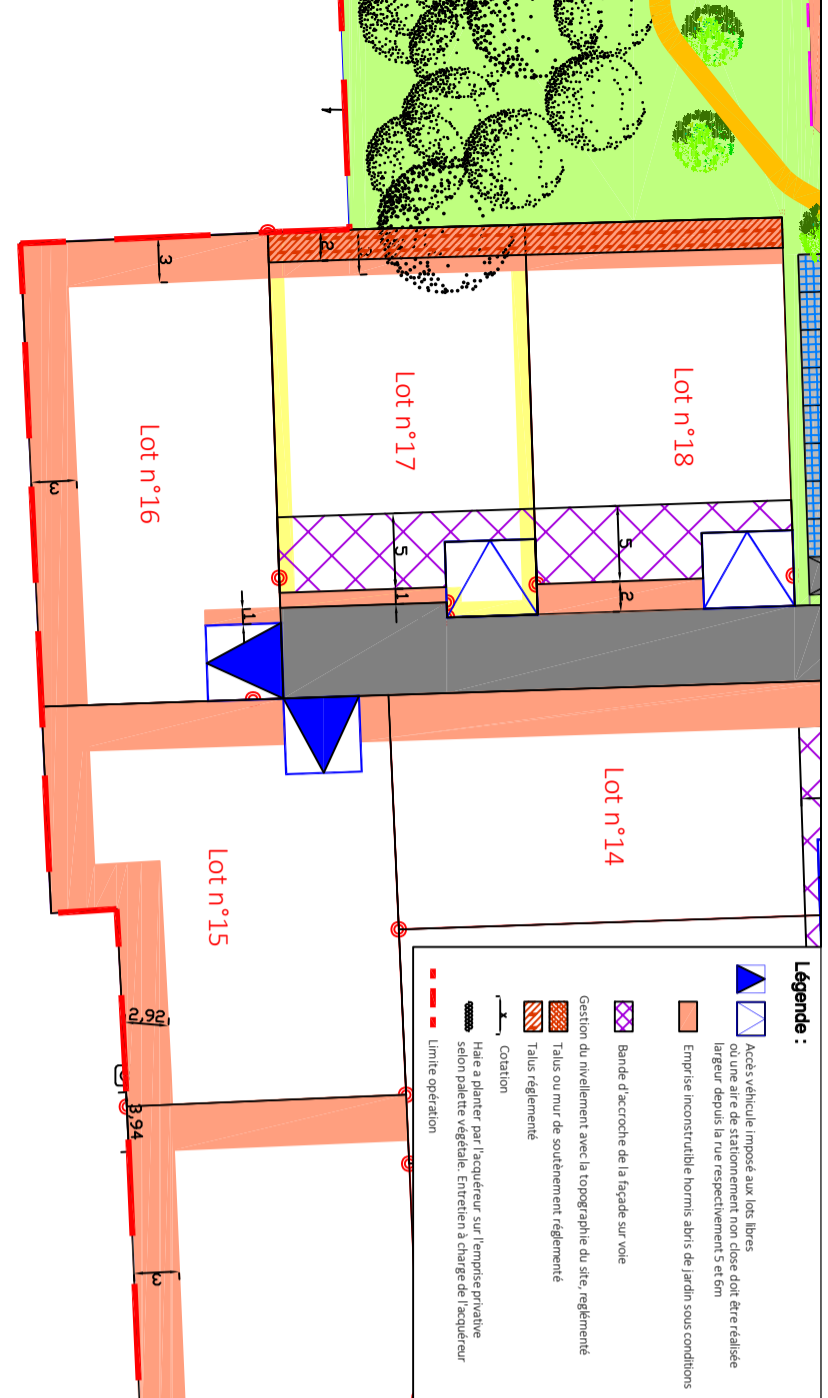 Lot n°18
Lot n°17
Lot n°16
Lot n°14
Lot n°15
3
2
2
3
5
1
5
2
1
2,92
3,94
3
Légende :
Accès véhicule imposé aux lots libres
où une aire de stationnement non close doit être réalisée
largeur depuis la rue respectivement 5 et 6m
Emprise inconstrutible hormis abris de jardin sous conditions
Bande d'accroche de la façade sur voie
Gestion du nivellement avec la topographie du site, reglémenté
Talus ou mur de soutènement réglementé
Talus réglementé
x
Cotation
Haie a planter par l'acquéreur sur l'emprise privative
selon palette végétale. Entretien à charge de l'acquéreur
Limite opération